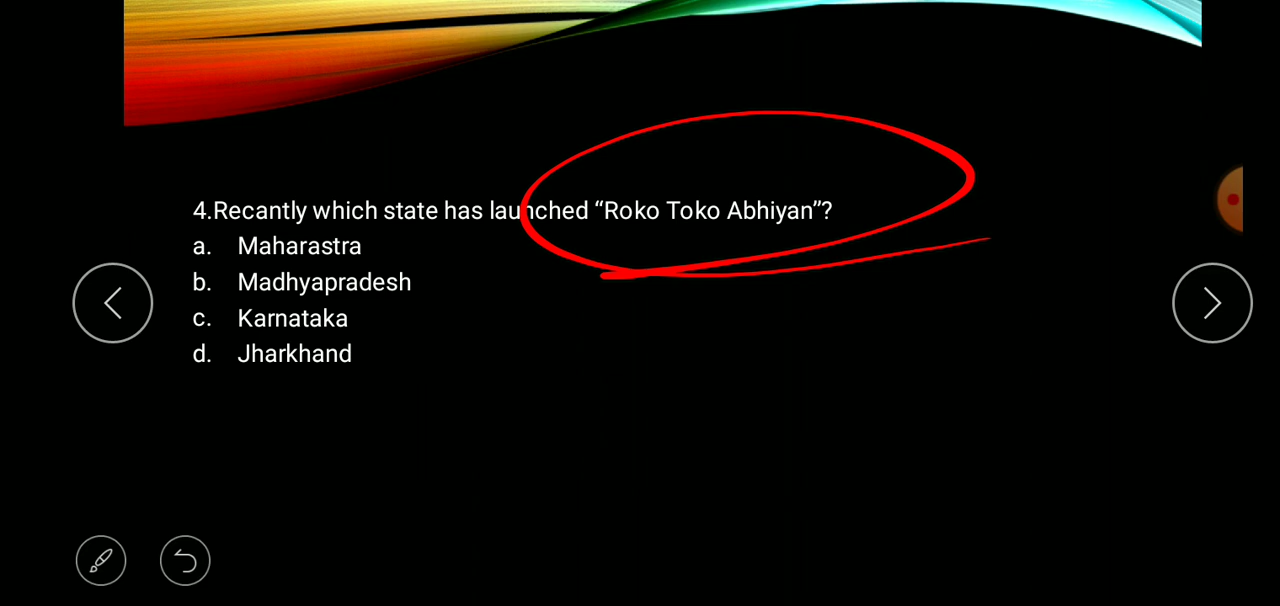 4.Recantly which state has launched “Roko Toko Abhiyan”?
a. Maharastra
b. Madhyapradesh
c. Karnataka
d. Jharkhand